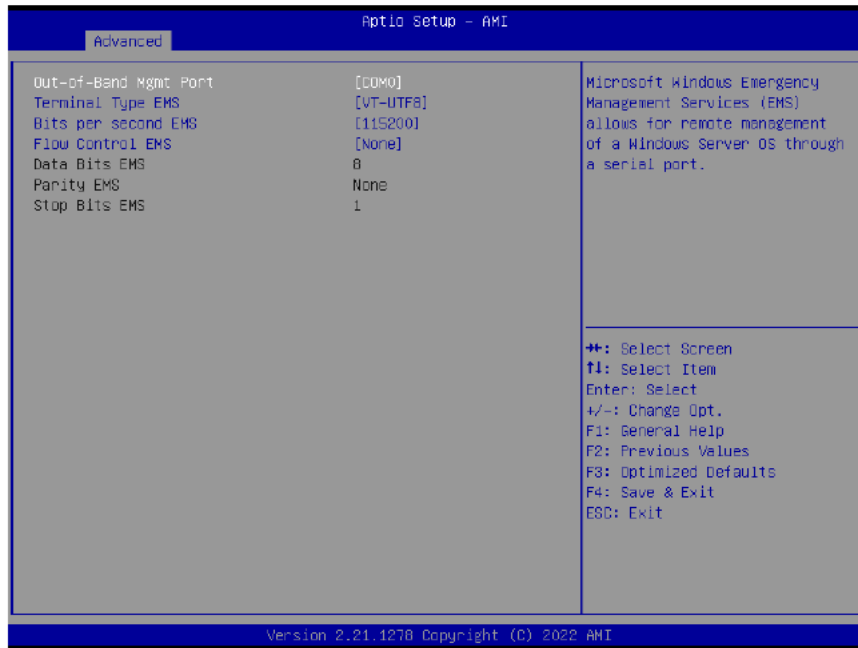 Aptio Setup - AMI
Advanced
Out-of-Band Mgmt Port [COM0]
Terminal Type EMS [VT-UTF8]
Bits per second EMS [115200]
Flow Control EMS [None]
Data Bits EMS 8
Parity EMS None
Stop Bits EMS 1
Microsoft Windows Emergency
Management Services (EMS)
allows for remote management
of a Windows Server OS through
a serial port.
→←: Select Screen
↑↓: Select Item
Enter: Select
+/-: Change Opt.
F1: General Help
F2: Previous Values
F3: Optimized Defaults
F4: Save & Exit
ESC: Exit
Version 2.21.1278 Copyright (C) 2022 AMI